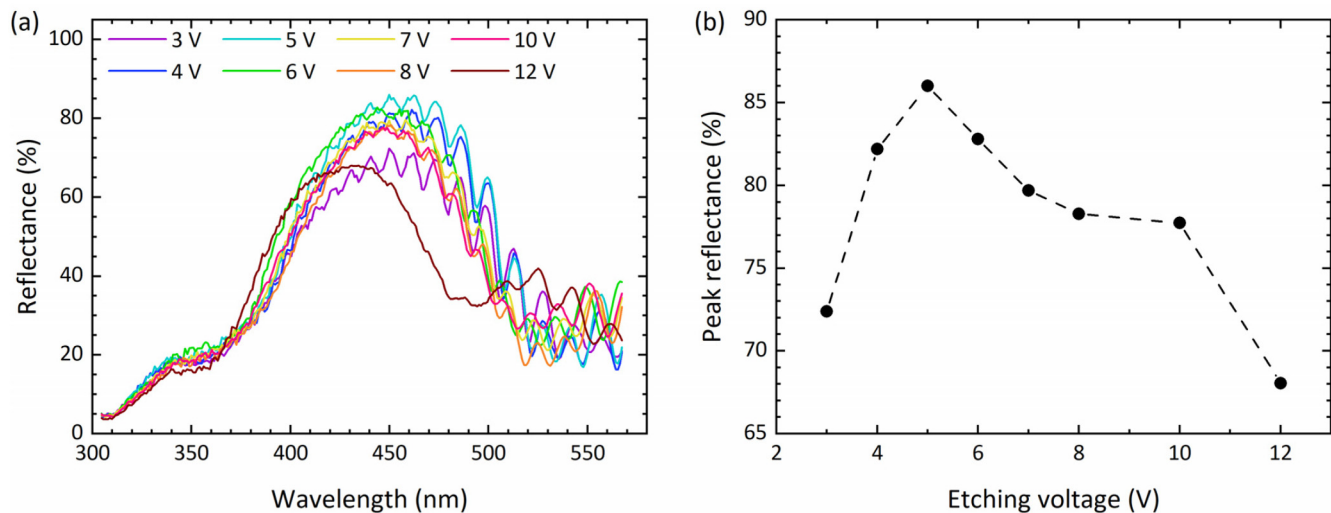 (a)
3 V 5 V 7 V 10 V
4 V 6 V 8 V 12 V
100
80
60
40
20
0
Reflectance (%)
300 350 400 450 500 550
Wavelength (nm)
(b)
90
85
80
75
70
65
Peak reflectance (%)
2 4 6 8 10 12
Etching voltage (V)